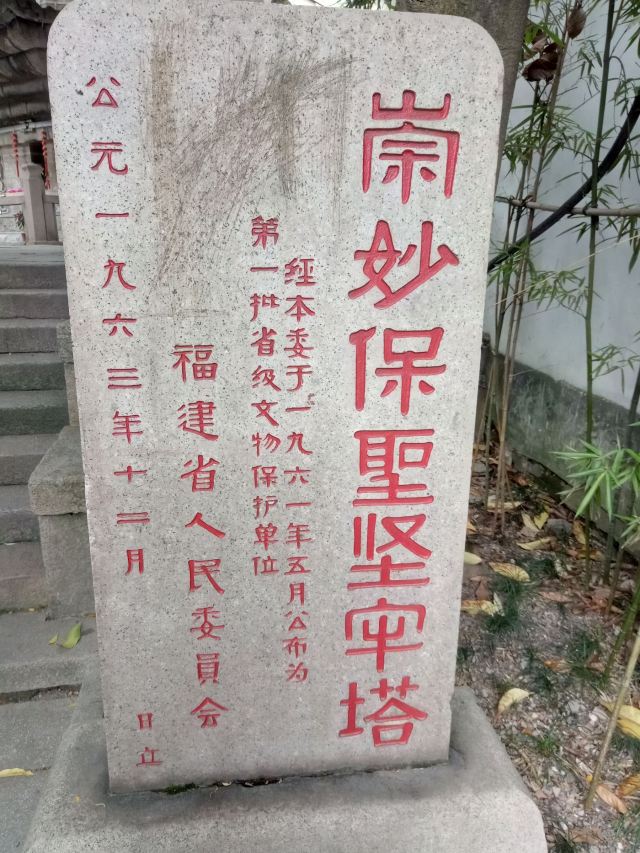 崇妙保聖坚牢塔
经本委于一九六一年五月公布为
第一批省级文物保护单位
福建省人民委員会
公元一九六三年十二月 日立